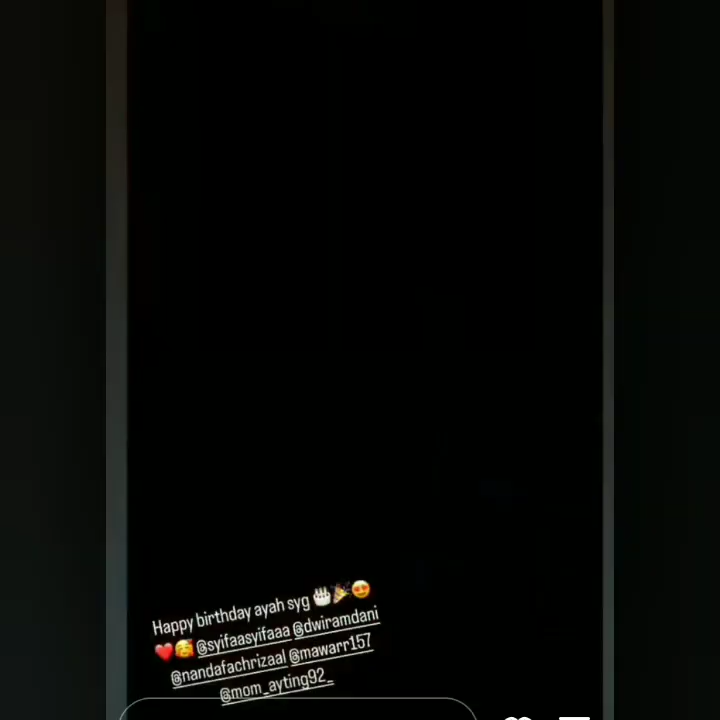 Happy birthday ayah syg 🎂🎉😍
❤️🥰 @syifaasyifaaa @dwiramdani
@nandafachrizaal @mawarr157
@mom_ayting92_